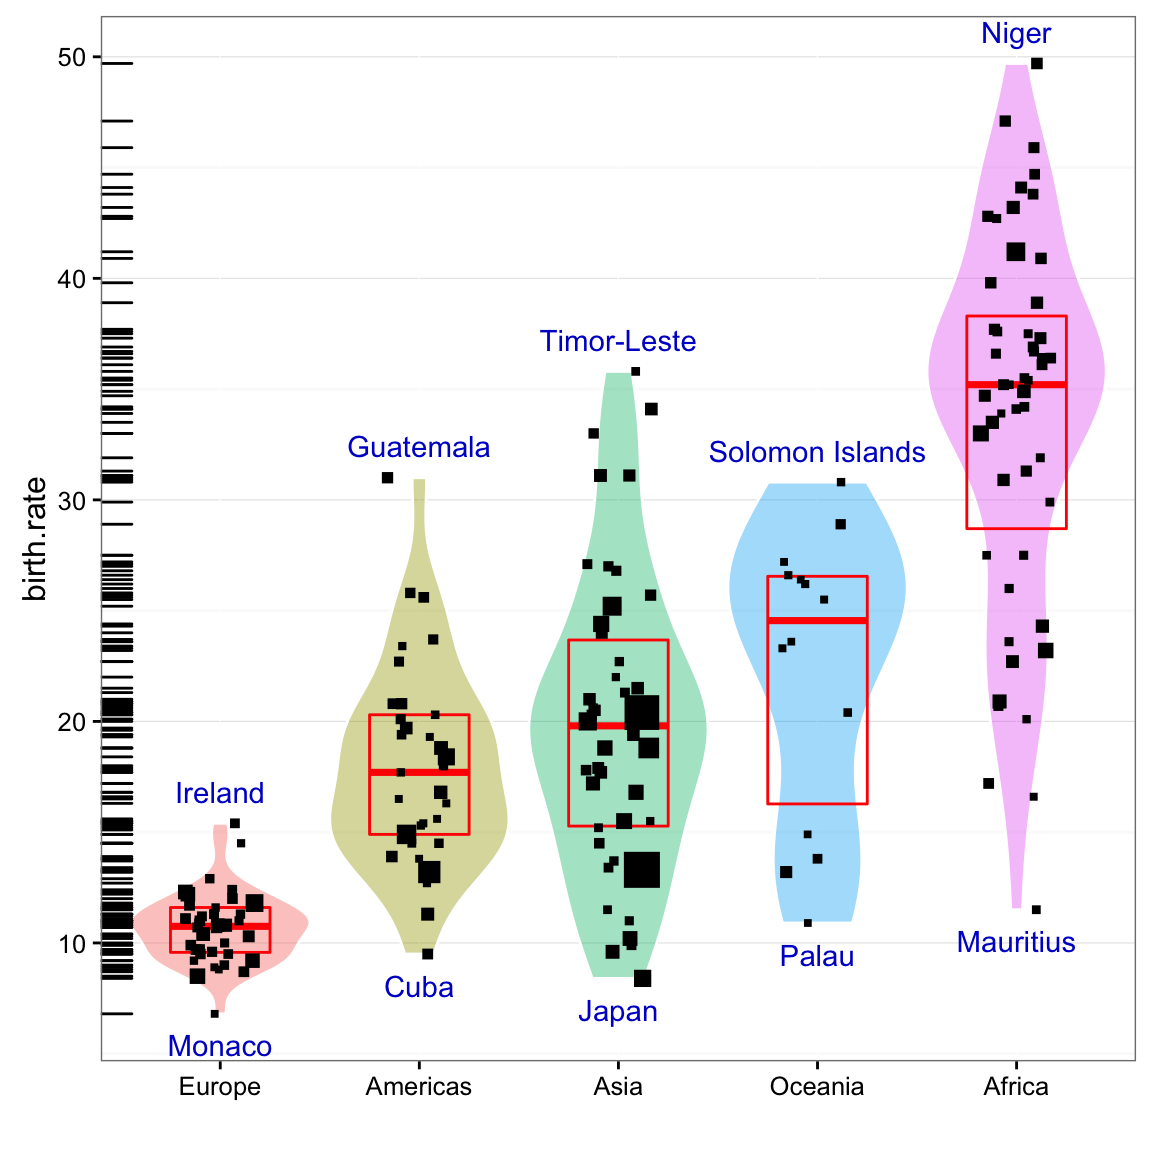 Niger
50
40
Timor-Leste
Guatemala
Solomon Islands
30
birth.rate
20
Ireland
10
Mauritius
Palau
Cuba
Japan
Monaco
Europe Americas Asia Oceania Africa